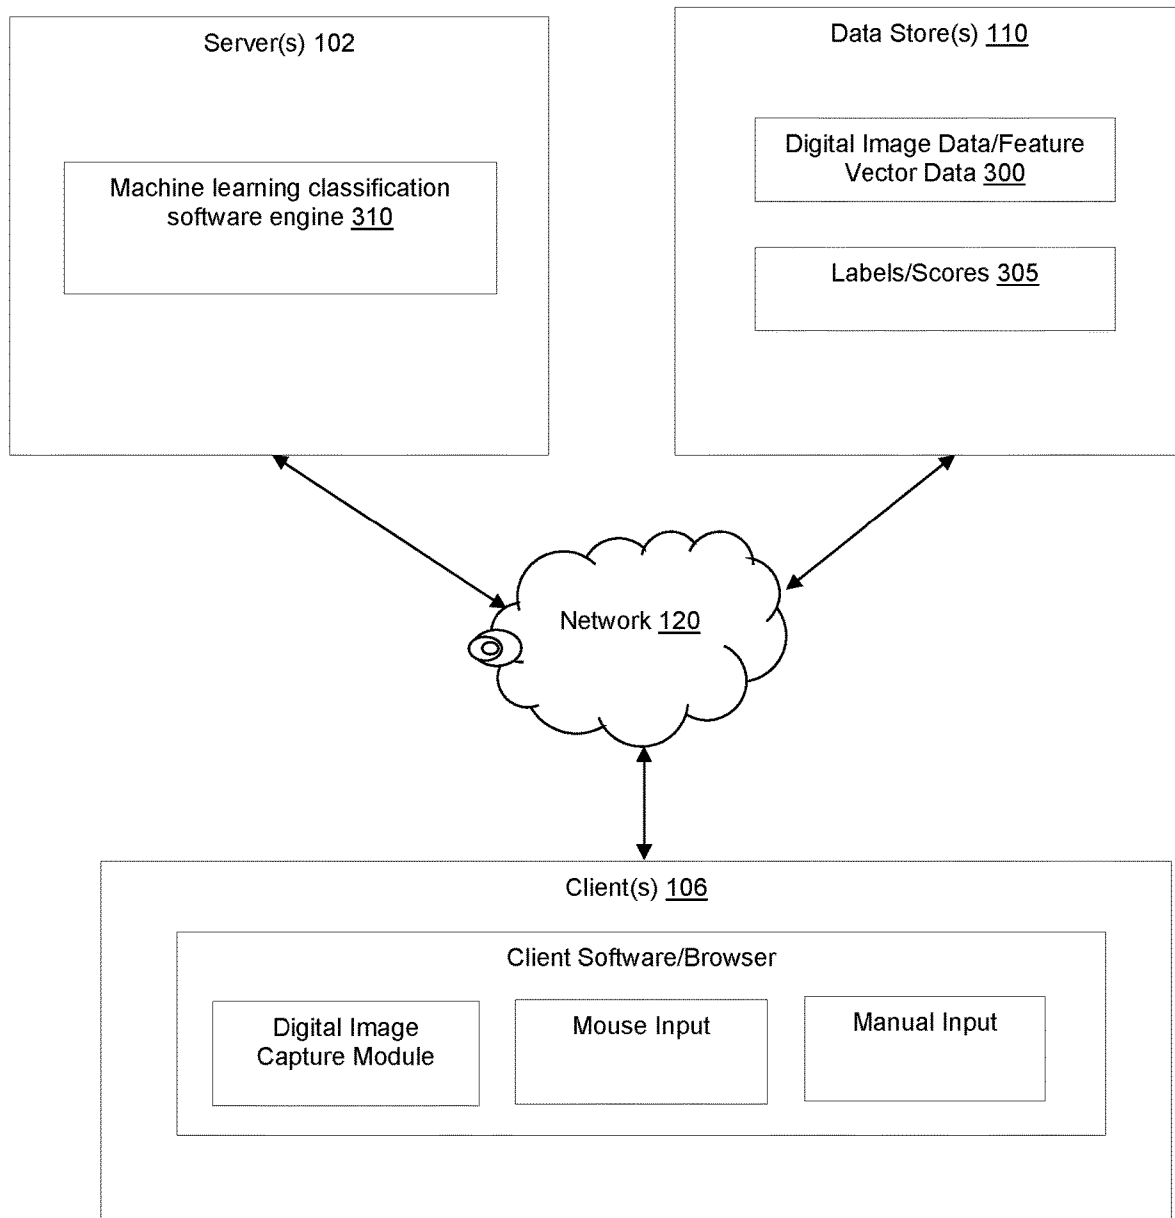 Server(s) 102
Machine learning classification
software engine 310
Data Store(s) 110
Digital Image Data/Feature
Vector Data 300
Labels/Scores 305
Network 120
Client(s) 106
Client Software/Browser
Digital Image
Capture Module
Mouse Input
Manual Input